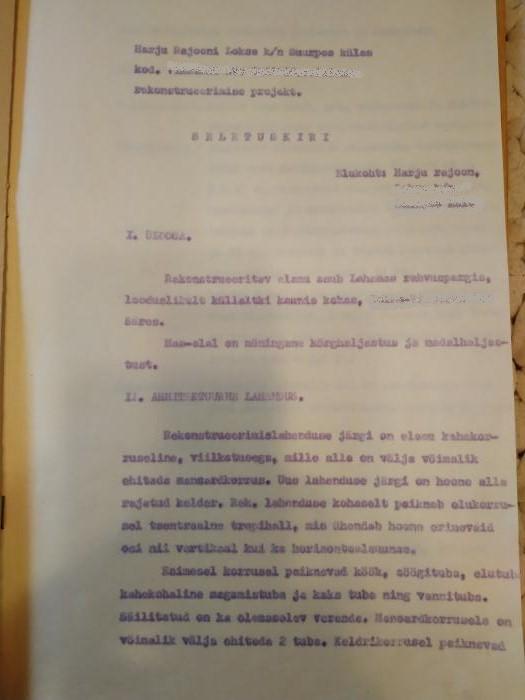 Harju Rajooni Lokse k/n Suurpea külas
kod.
Rekonstrueerimise projekt.
SELETUSKIRI
Elukoht: Harju rajoon,
I. ÜLDOSA.
Rekonstrueeritav elamu asub Lahemaa rahvuspargis,
looduslikult küllaltki kaunis kohas,
ääres.
Maa-alal on mõningane kõrghaljastus ja madalhaljas-
tust.
II. ARHITEKTUURNE LAHENDUS.
Rekonstrueerimislahenduse järgi on elamu kahekor-
ruseline, viilkatusega, mille alla on välja võimalik
ehitada mansardkorrus. Uue lahenduse järgi on hoone alla
rajatud kelder. Rek. lahenduse kohaselt paikneb elukorru-
sel tsentraalne trepihall, mis ühendab hoone erinevaid
osi nii vertikaal kui ka horisontaalsuunas.
Esimesel korrusel paiknevad köök, söögituba, elutuba
kahekohaline magamistuba ja kaks tuba ning vannituba.
Säilitatud on ka olemasolev veranda. Mansardkorrusele on
võimalik välja ehitada 2 tuba. Keldrikorrusel paiknevad